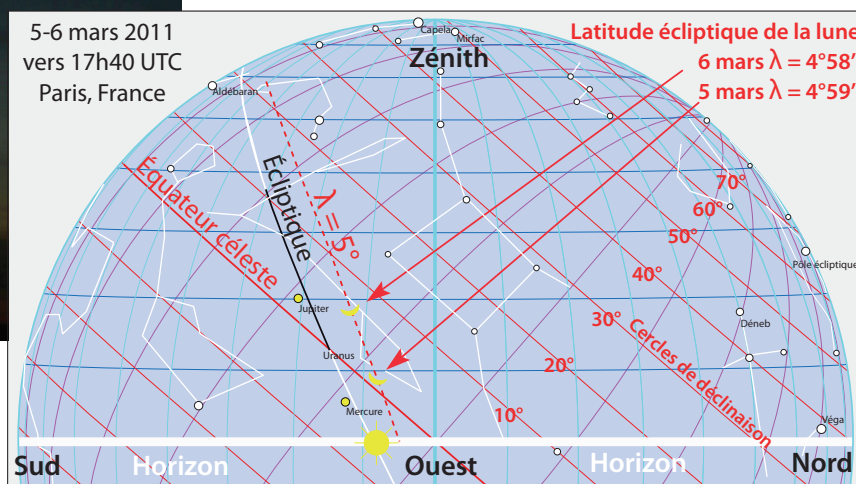 5-6 mars 2011
vers 17h40 UTC
Paris, France
Capela
Mirfac
Zénith
Latitude écliptique de la lune
6 mars λ = 4°58'
5 mars λ = 4°59'
Aldébaran
Équateur céleste
Écliptique
λ = 5°
70°
60°
50°
40°
30°
20°
10°
Cercles de déclinaison
Pôle écliptique
Jupiter
Déneb
Uranus
Mercure
Véga
Sud
Horizon
Ouest
Horizon
Nord